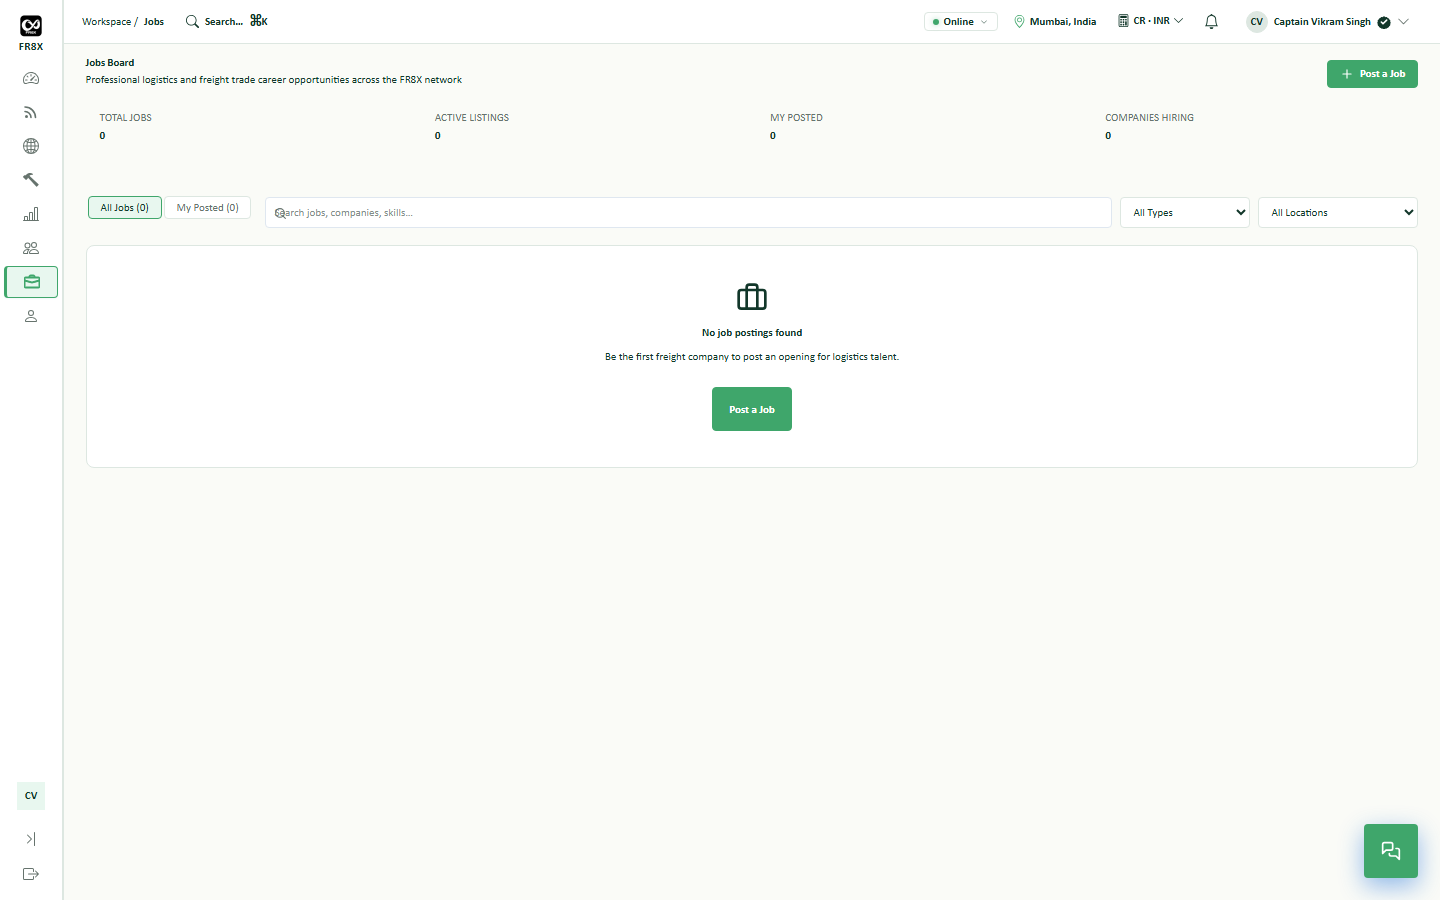 FR8X
FR8X
Workspace / Jobs
Search... ⌘K
Online
Mumbai, India
CR · INR
CV
Captain Vikram Singh
Jobs Board
Professional logistics and freight trade career opportunities across the FR8X network
Post a Job
TOTAL JOBS
0
ACTIVE LISTINGS
0
MY POSTED
0
COMPANIES HIRING
0
All Jobs (0)
My Posted (0)
Search jobs, companies, skills...
All Types
All Locations
No job postings found
Be the first freight company to post an opening for logistics talent.
Post a Job
CV